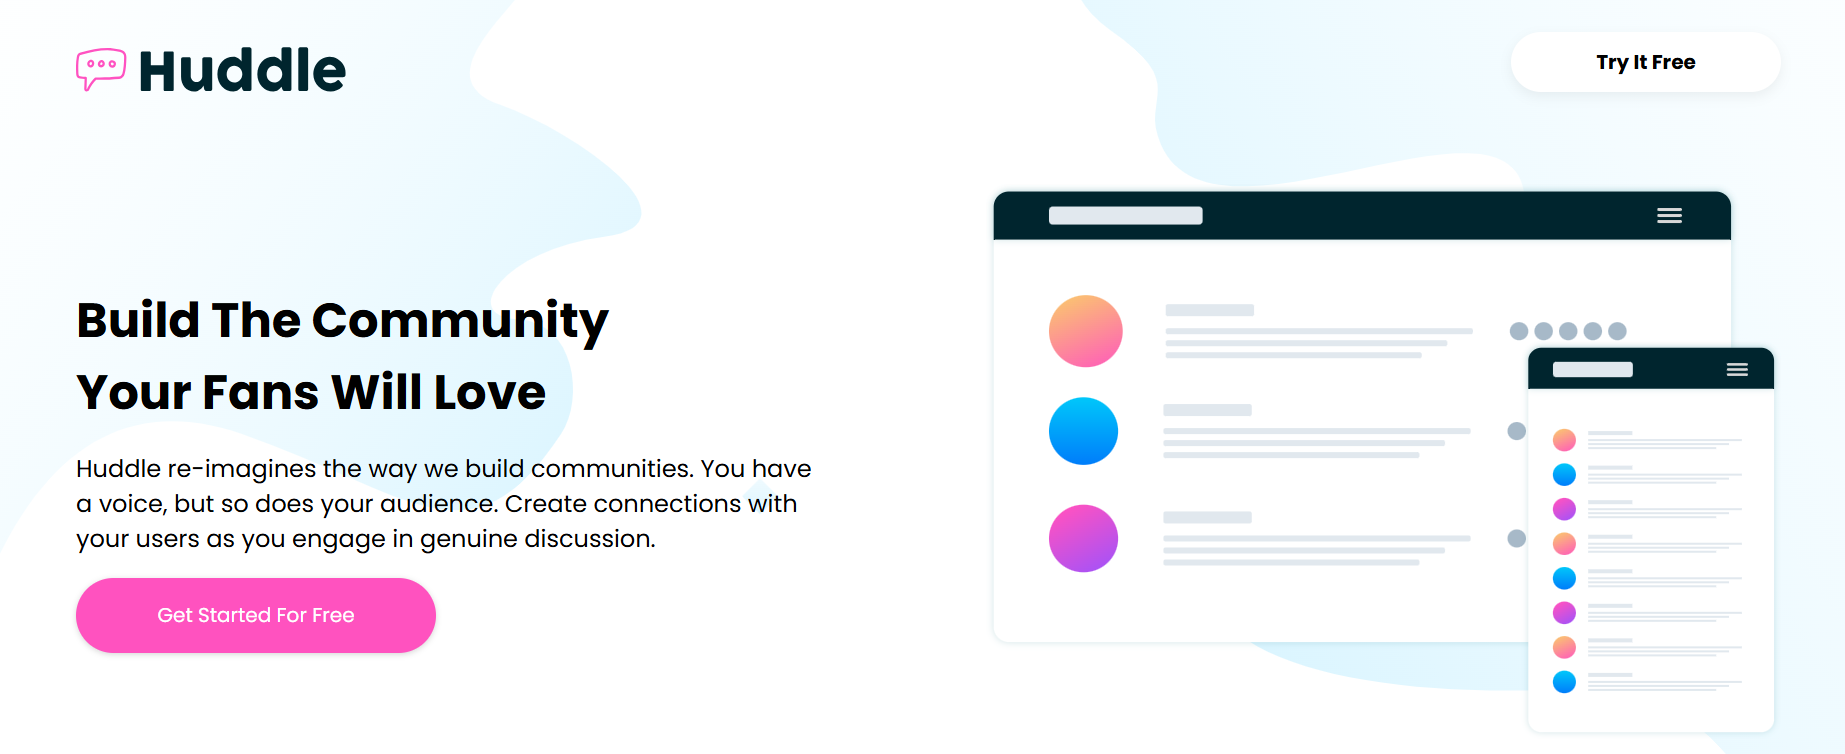 Huddle
Try It Free
Build The Community
Your Fans Will Love
Huddle re-imagines the way we build communities. You have
a voice, but so does your audience. Create connections with
your users as you engage in genuine discussion.
Get Started For Free